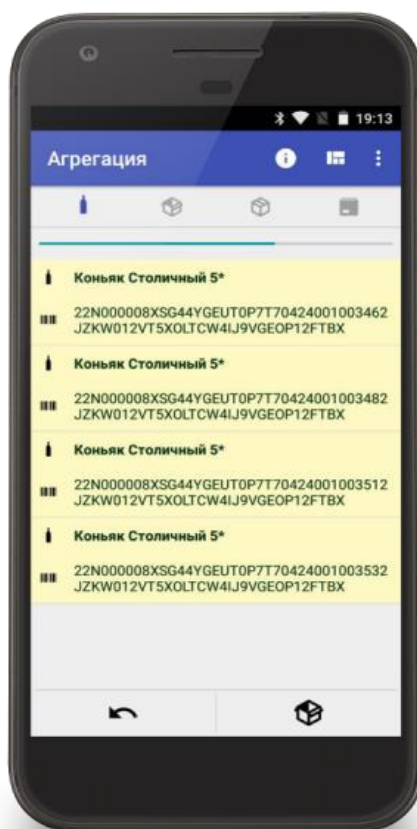 19:13
Агрегация
Коньяк Столичный 5*
22N000008XSG44YGEUT0P7T70424001003462
JZKW012VT5XOLTCW4IJ9VGEOP12FTBX
Коньяк Столичный 5*
22N000008XSG44YGEUT0P7T70424001003482
JZKW012VT5XOLTCW4IJ9VGEOP12FTBX
Коньяк Столичный 5*
22N000008XSG44YGEUT0P7T70424001003512
JZKW012VT5XOLTCW4IJ9VGEOP12FTBX
Коньяк Столичный 5*
22N000008XSG44YGEUT0P7T70424001003532
JZKW012VT5XOLTCW4IJ9VGEOP12FTBX